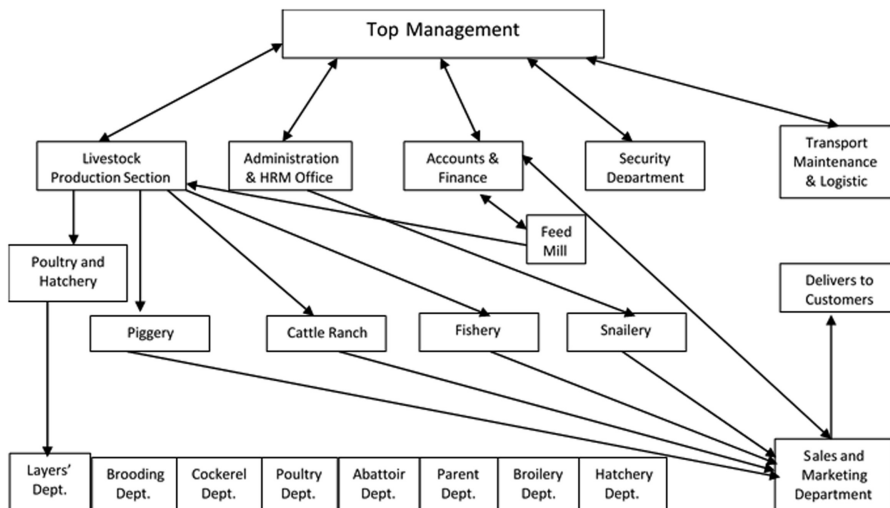 Top Management
Livestock
Production Section
Administration
& HRM Office
Accounts &
Finance
Security
Department
Transport
Maintenance
& Logistic
Feed
Mill
Poultry and
Hatchery
Delivers to
Customers
Piggery
Cattle Ranch
Fishery
Snailery
Layers’
Dept.
Brooding
Dept.
Cockerel
Dept.
Poultry
Dept.
Abattoir
Dept.
Parent
Dept.
Broilery
Dept.
Hatchery
Dept.
Sales and
Marketing
Department